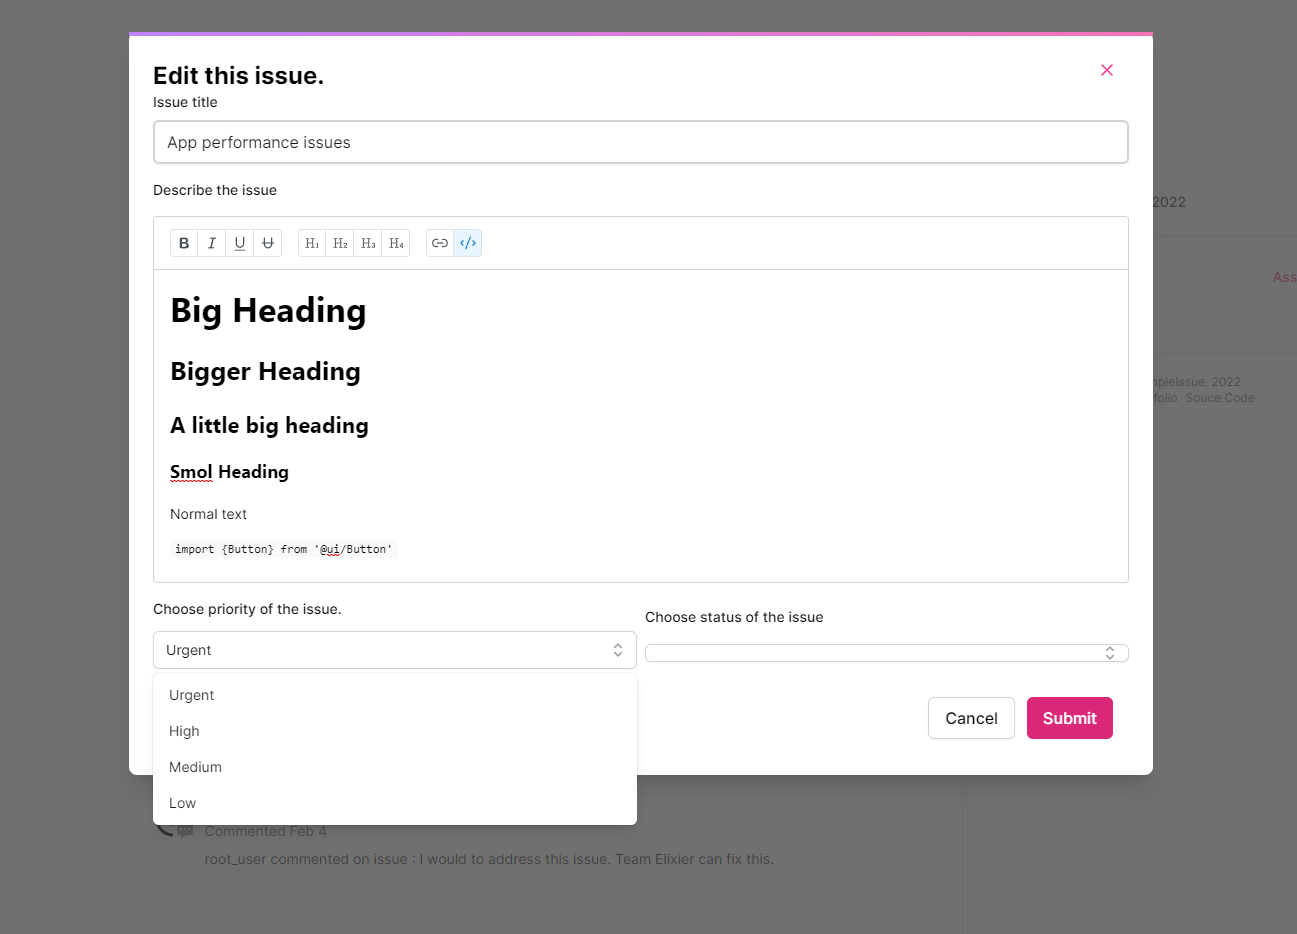 Edit this issue.
Issue title
App performance issues
Describe the issue
B I U U H1 H2 H3 H4 </>
Big Heading
Bigger Heading
A little big heading
Smol Heading
Normal text
import {Button} from '@ui/Button'
Choose priority of the issue.
Urgent
Urgent
High
Medium
Low
Choose status of the issue
Cancel Submit
2022
Ass
mpleIssue, 2022
tfolio Souce Code
Commented Feb 4
root_user commented on issue : I would to address this issue. Team Elixier can fix this.